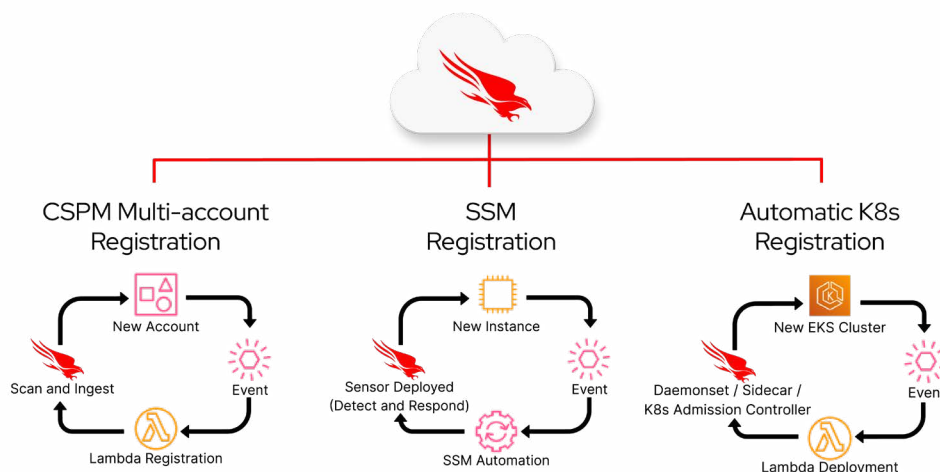 CSPM Multi-account
Registration
New Account
Event
Lambda Registration
Scan and Ingest
SSM
Registration
New Instance
Event
SSM Automation
Sensor Deployed
(Detect and Respond)
Automatic K8s
Registration
New EKS Cluster
Event
Lambda Deployment
Daemonset / Sidecar /
K8s Admission Controller
K